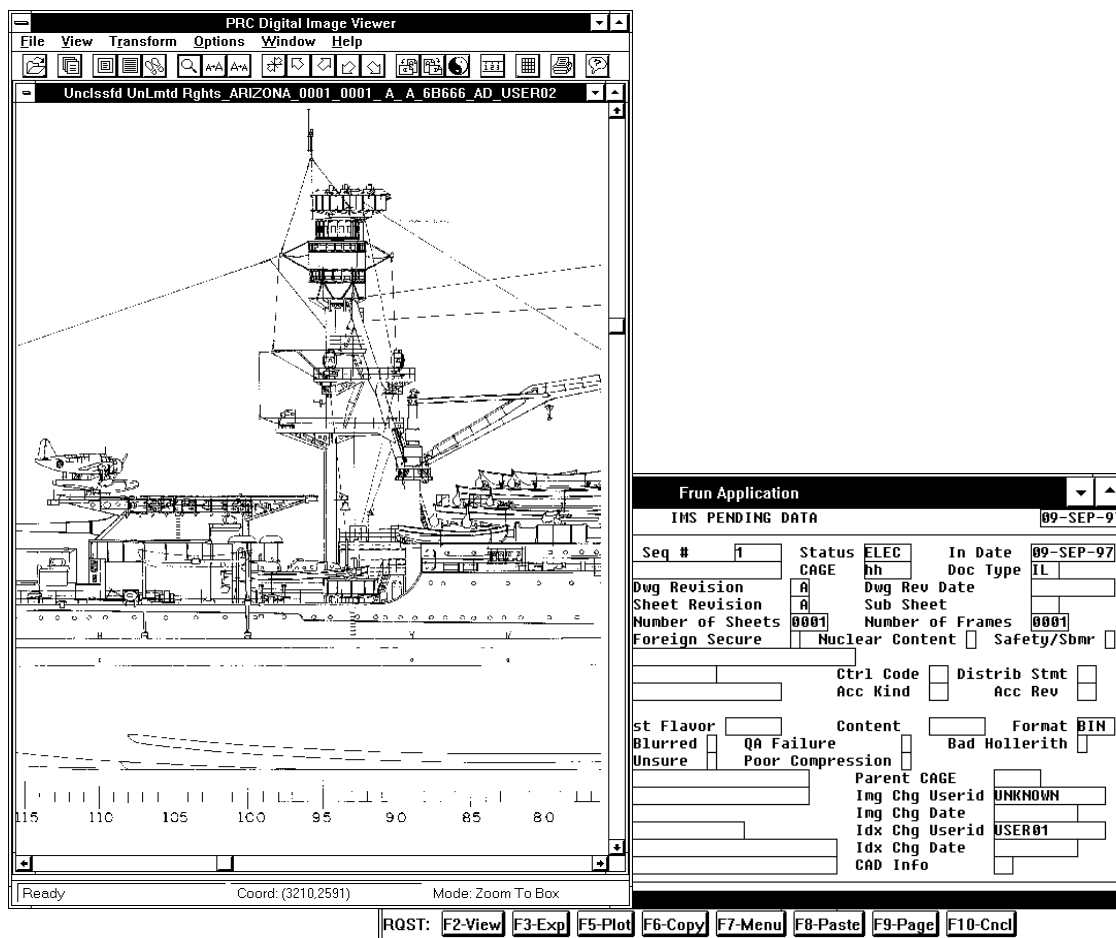 PRC Digital Image Viewer
File View Transform Options Window Help
Unclssfd UnLmtd Rghts_ARIZONA_0001_0001_ A_ A_6B666_AD_USER02
115 110 105 100 95 90 85 80
Ready Coord: (3210,2591) Mode: Zoom To Box
Frun Application
IMS PENDING DATA 09-SEP-9
Seq # 1 Status ELEC In Date 09-SEP-97
CAGE hh Doc Type IL
Dwg Revision A Dwg Rev Date
Sheet Revision A Sub Sheet
Number of Sheets 0001 Number of Frames 0001
Foreign Secure Nuclear Content Safety/Sbmr
Ctrl Code Distrib Stmt
Acc Kind Acc Rev
st Flavor Content Format BIN
Blurred QA Failure Bad Hollerith
Unsure Poor Compression
Parent CAGE
Img Chg Userid UNKNOWN
Img Chg Date
Idx Chg Userid USER01
Idx Chg Date
CAD Info
RQST: F2-View F3-Exp F5-Plot F6-Copy F7-Menu F8-Paste F9-Page F10-Cncl